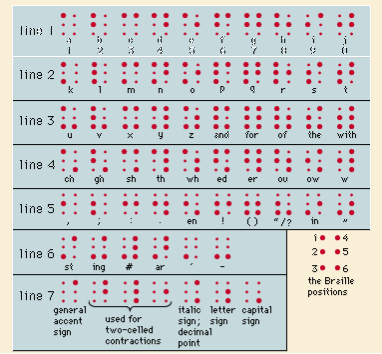 line 1
a b c d e f g h i j
1 2 3 4 5 6 7 8 9 0
line 2
k l m n o p q r s t
line 3
u v x y z and for of the with
line 4
ch gh sh th wh ed er ou ow w
line 5
, ; : . en ! () "/? in "
line 6
st ing # ar ' -
line 7
general accent sign
used for two-celled contractions
italic sign; decimal point
letter sign
capital sign
1 4
2 5
3 6
the Braille positions